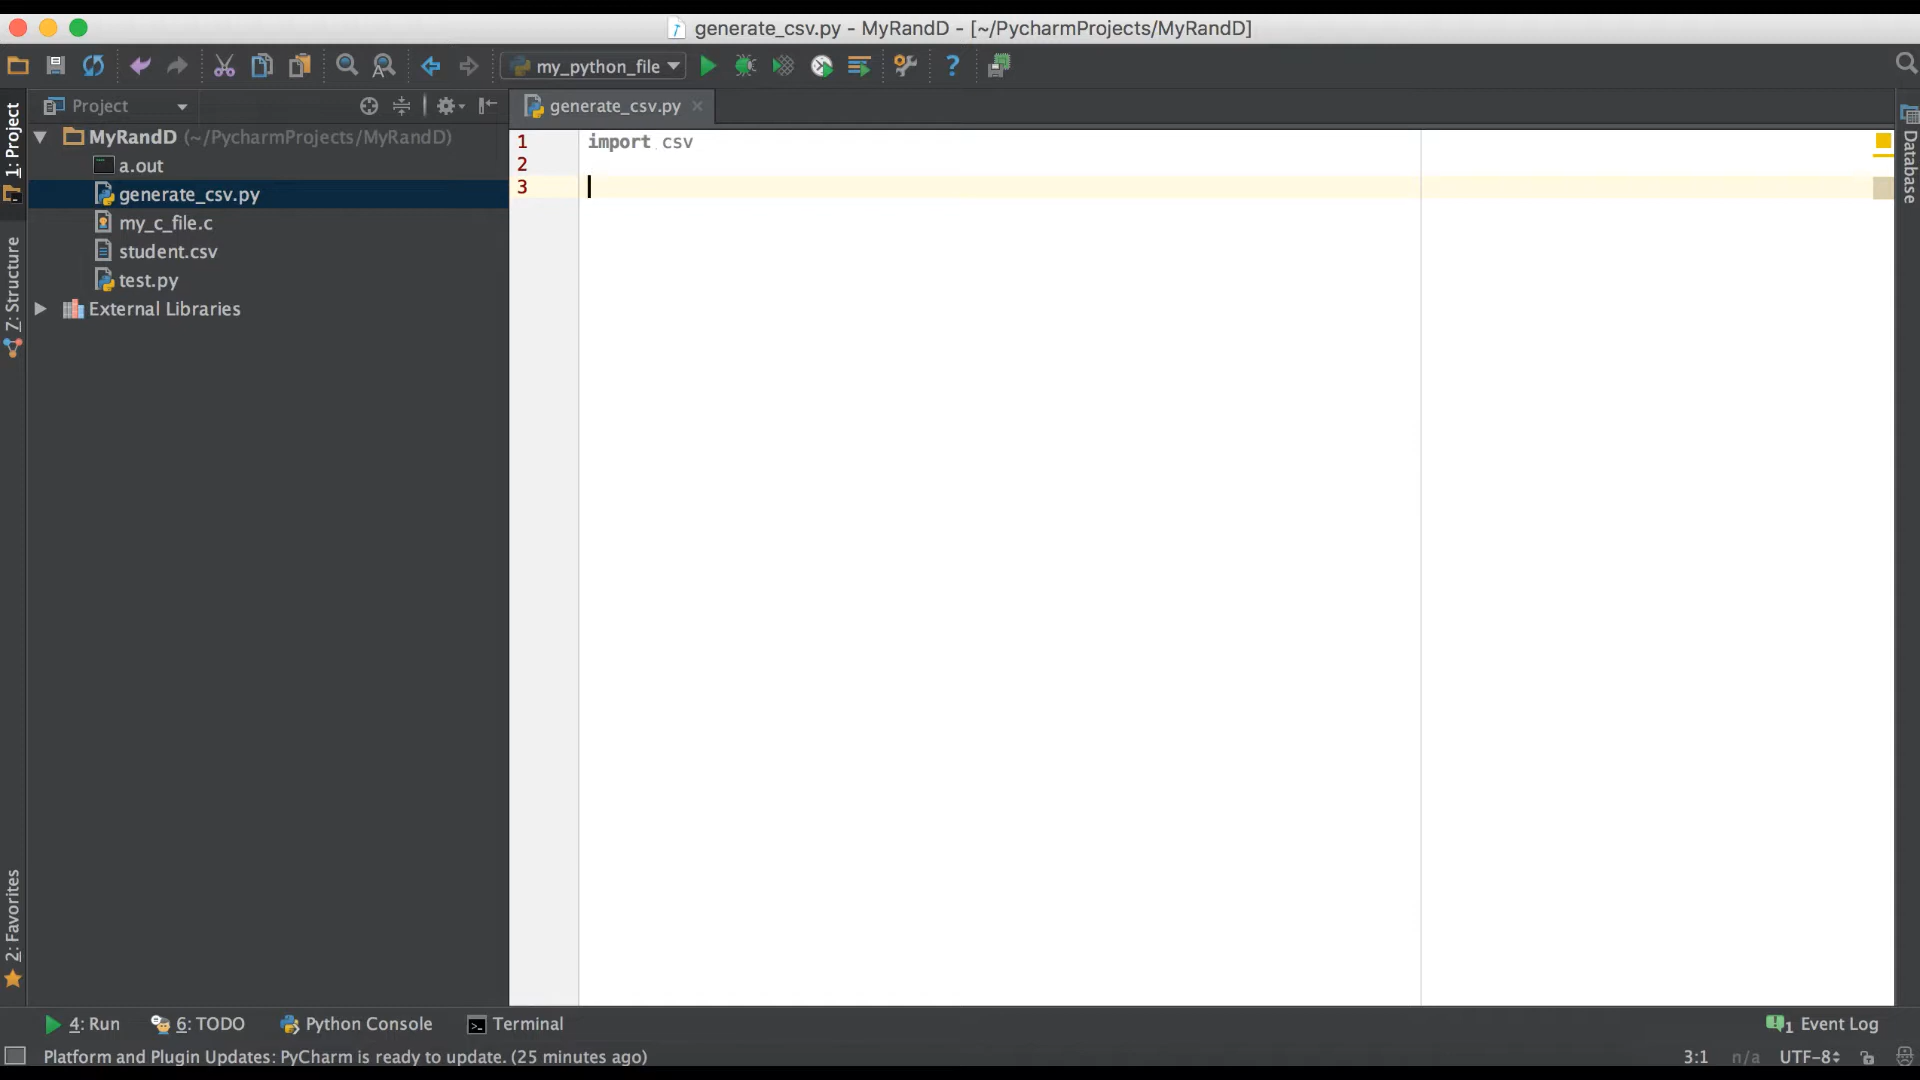 generate_csv.py - MyRandD - [~/PycharmProjects/MyRandD]
my_python_file
?
1: Project
Project
generate_csv.py
MyRandD (~/PycharmProjects/MyRandD)
a.out
generate_csv.py
my_c_file.c
student.csv
test.py
External Libraries
1 import csv
2
3
Database
7: Structure
2: Favorites
4: Run
6: TODO
Python Console
Terminal
1 Event Log
Platform and Plugin Updates: PyCharm is ready to update. (25 minutes ago)
3:1 n/a UTF-8